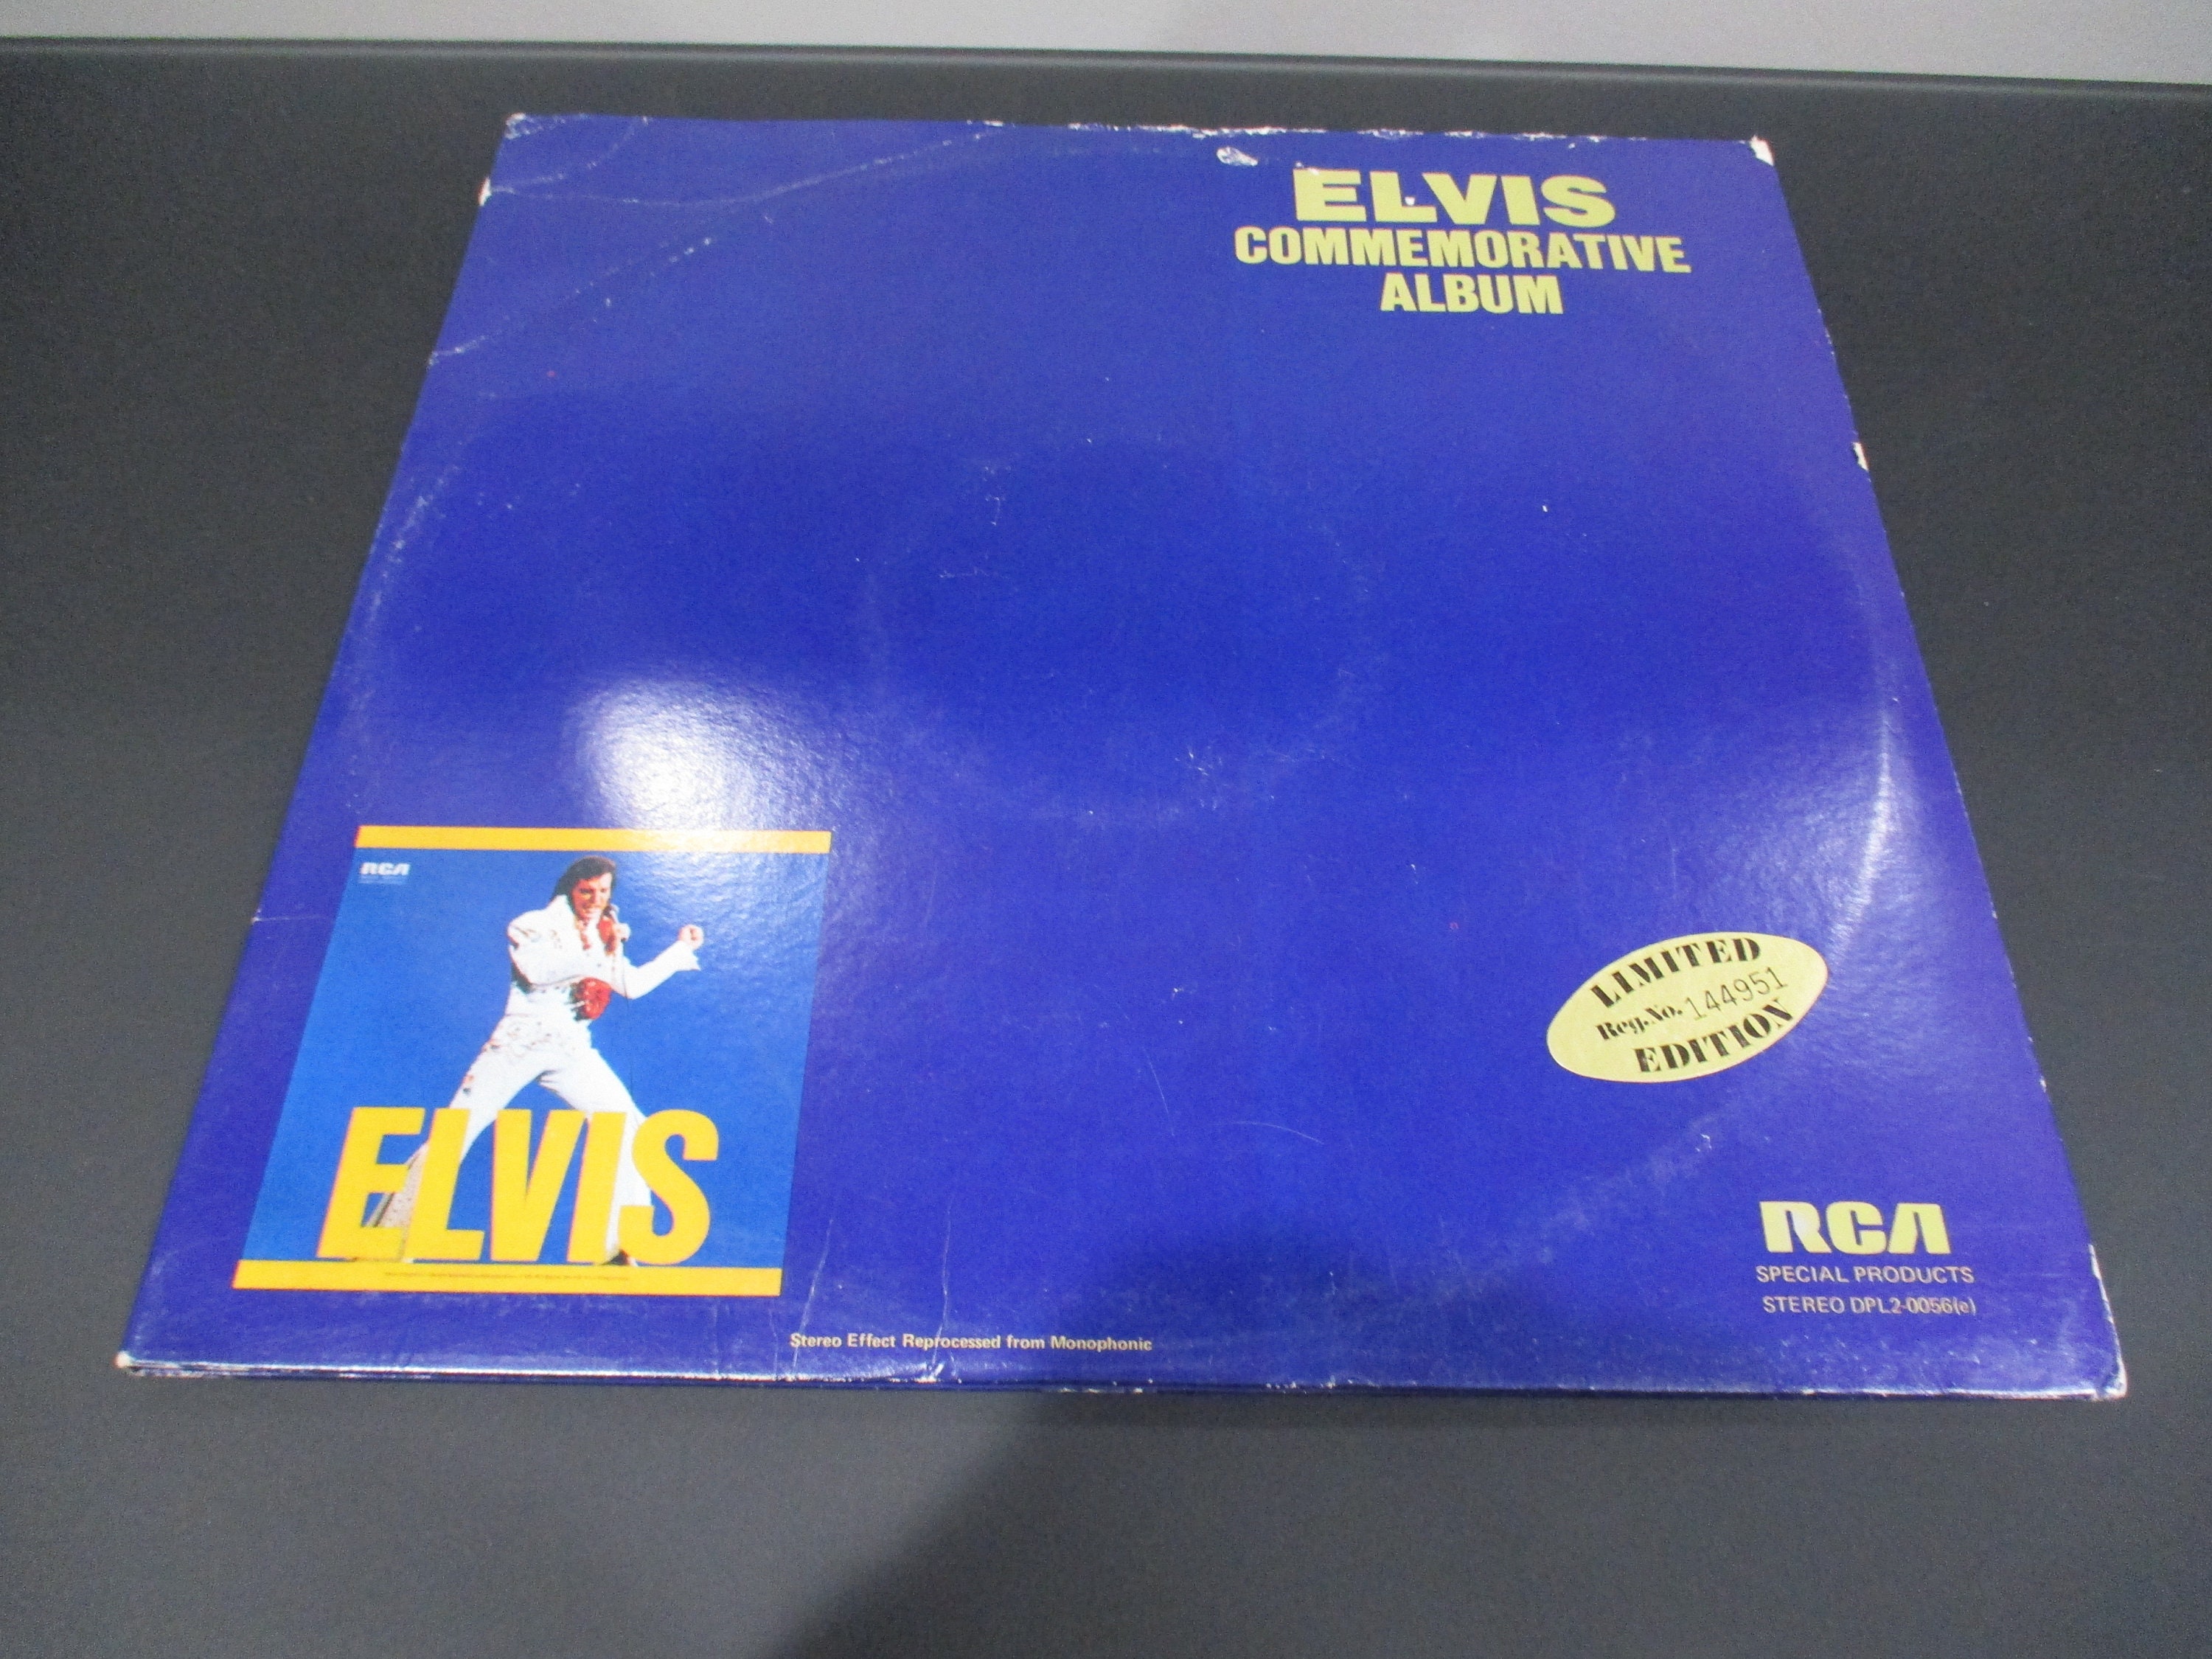 ELVIS
COMMEMORATIVE
ALBUM
RCA
ELVIS
LIMITED
Reg.No. 144951
EDITION
RCA
SPECIAL PRODUCTS
STEREO DPL2-0056(e)
Stereo Effect Reprocessed from Monophonic